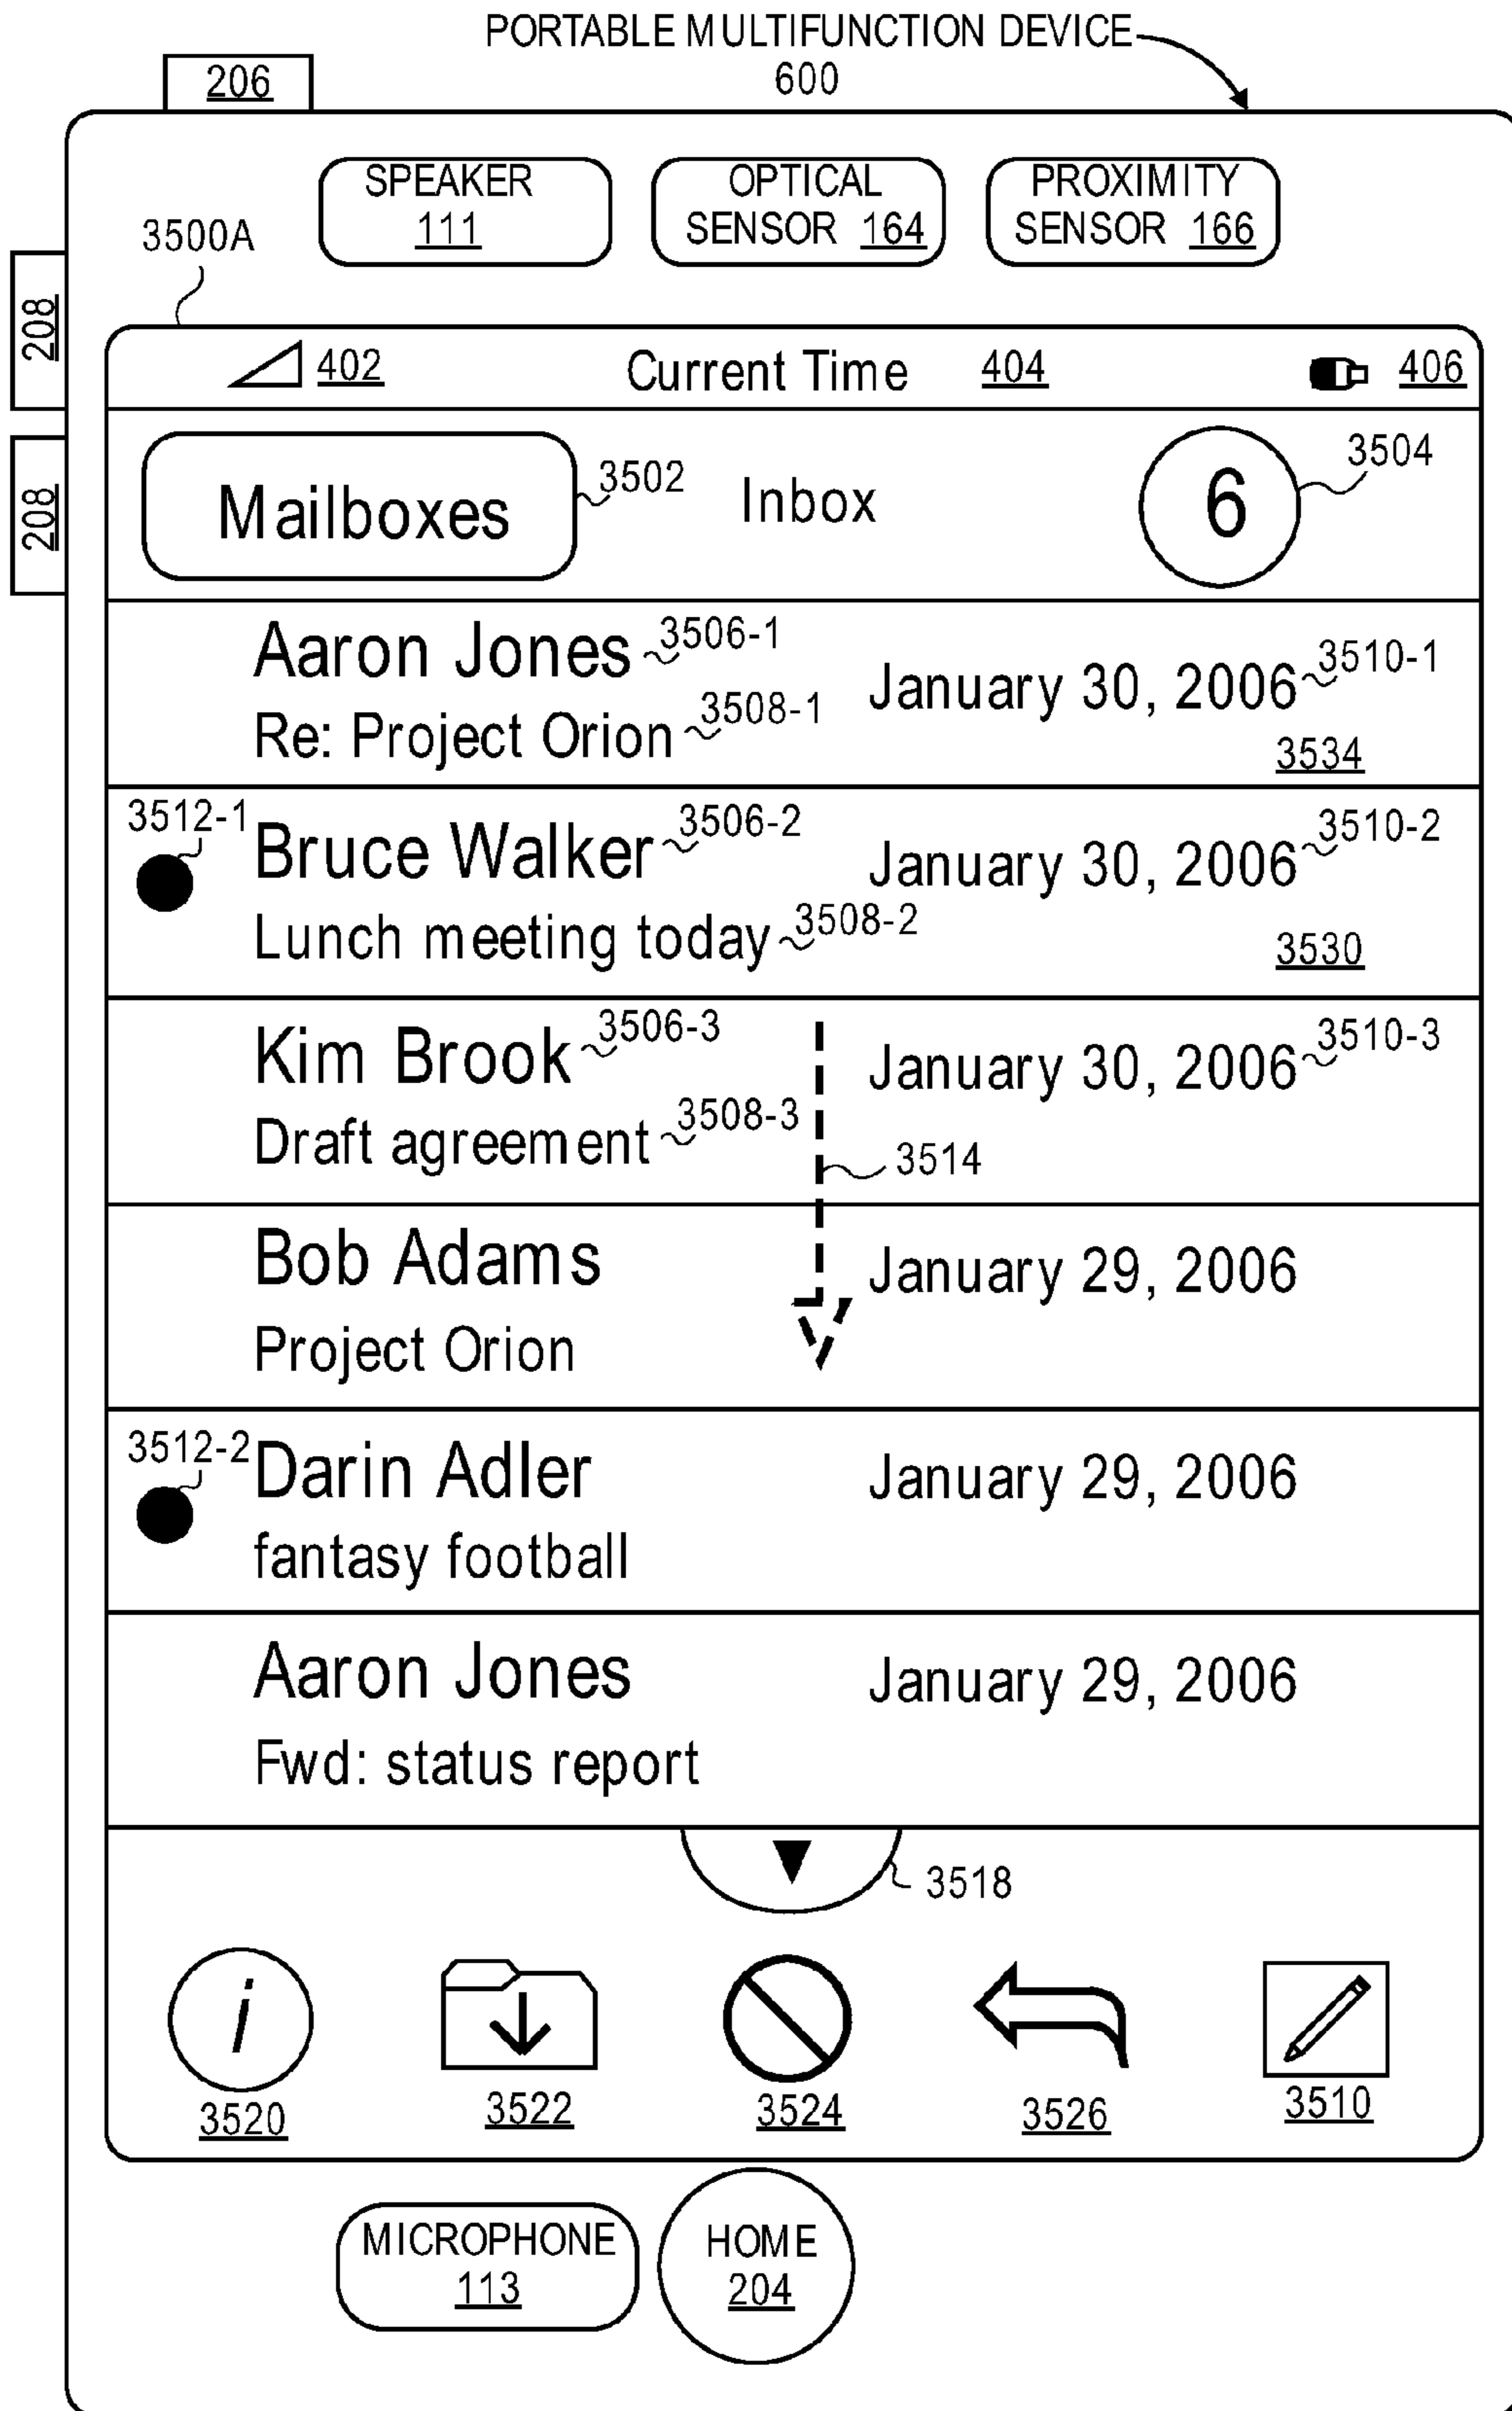 PORTABLE MULTIFUNCTION DEVICE
600
206
SPEAKER
111
OPTICAL
SENSOR 164
PROXIMITY
SENSOR 166
3500A
208
208
402
Current Time 404
406
Mailboxes
3502
Inbox
6
3504
Aaron Jones 3506-1
January 30, 2006 3510-1
Re: Project Orion 3508-1
3534
3512-1
Bruce Walker 3506-2
January 30, 2006 3510-2
Lunch meeting today 3508-2
3530
Kim Brook 3506-3
January 30, 2006 3510-3
Draft agreement 3508-3
3514
Bob Adams
January 29, 2006
Project Orion
3512-2
Darin Adler
January 29, 2006
fantasy football
Aaron Jones
January 29, 2006
Fwd: status report
3518
i
3520
3522
3524
3526
3510
MICROPHONE
113
HOME
204